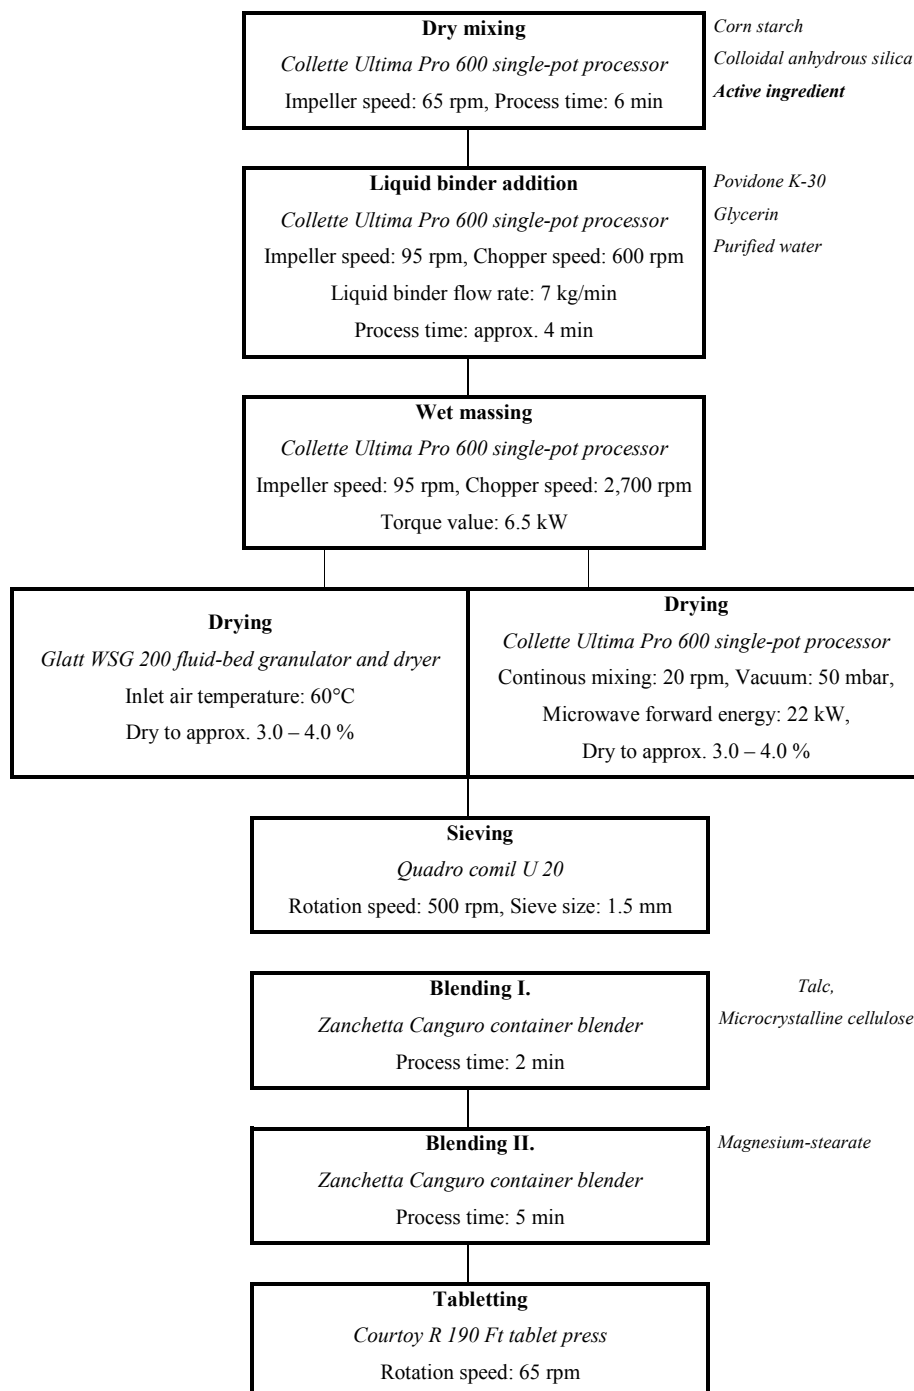 Dry mixing
Collette Ultima Pro 600 single-pot processor
Impeller speed: 65 rpm, Process time: 6 min
Corn starch
Colloidal anhydrous silica
Active ingredient
Liquid binder addition
Collette Ultima Pro 600 single-pot processor
Impeller speed: 95 rpm, Chopper speed: 600 rpm
Liquid binder flow rate: 7 kg/min
Process time: approx. 4 min
Povidone K-30
Glycerin
Purified water
Wet massing
Collette Ultima Pro 600 single-pot processor
Impeller speed: 95 rpm, Chopper speed: 2,700 rpm
Torque value: 6.5 kW
Drying
Glatt WSG 200 fluid-bed granulator and dryer
Inlet air temperature: 60°C
Dry to approx. 3.0 – 4.0 %
Drying
Collette Ultima Pro 600 single-pot processor
Continous mixing: 20 rpm, Vacuum: 50 mbar,
Microwave forward energy: 22 kW,
Dry to approx. 3.0 – 4.0 %
Sieving
Quadro comil U 20
Rotation speed: 500 rpm, Sieve size: 1.5 mm
Blending I.
Zanchetta Canguro container blender
Process time: 2 min
Talc,
Microcrystalline cellulose
Blending II.
Zanchetta Canguro container blender
Process time: 5 min
Magnesium-stearate
Tabletting
Courtoy R 190 Ft tablet press
Rotation speed: 65 rpm